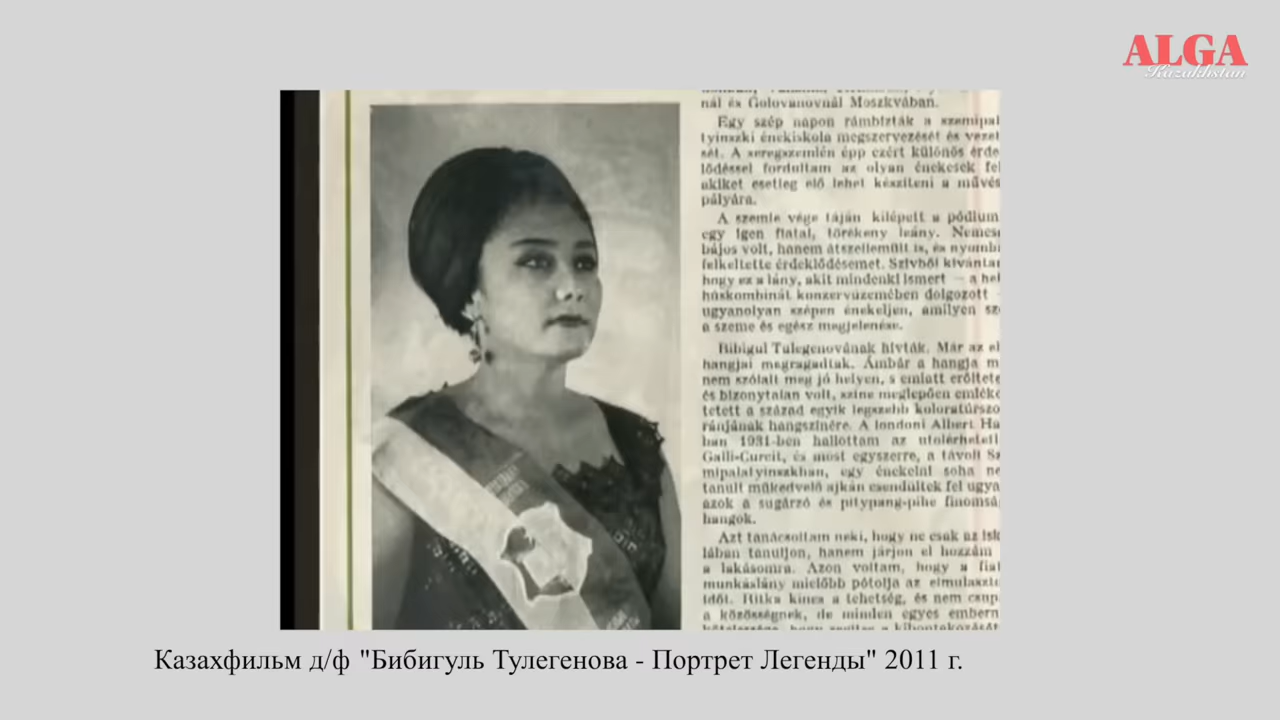 ALGA
Kazakhstan
nál és Golovanovnál Moszkvában.
Egy szép napon rámbízták a szemipal
tyinszki énekiskola megszervezését és vezet
sét. A seregszemlén épp ezért különös érde
lődéssel fordultam az olyan énekesek fel
akiket esetleg elő lehet készíteni a művés
pályára.
A szemle vége táján kilépett a pódium
egy igen fiatal, törékeny leány. Nemcs
bájos volt, hanem átszellemült is, és nyomb
felkeltette érdeklődésemet. Szívből kívántam
hogy ez a lány, akit mindenki ismert — a hel
húskombinát konzervüzemében dolgozott —
ugyanolyan szépen énekeljen, amilyen sz
a szeme és egész megjelenése.
Bibigul Tulegenovának hívták. Már az el
hangjai megragadtak. Ámbár a hangja m
nem szólalt meg jó helyen, s emiatt erőltete
és bizonytalan volt, színe meglepően emléke
tetett a század egyik legszebb koloratúrszo
ránjának hangszínére. A londoni Albert Ha
ban 1931-ben hallottam az utolérhetetl
Galli-Curcit, és most egyszerre, a távoli Sz
mipalatyinszkban, egy énekelni soha ne
tanult műkedvelő ajkán csendültek fel ugya
azok a sugárzó és pitypang-pihe finomsá
hangok.
Azt tanácsoltam neki, hogy ne csak az isk
lában tanuljon, hanem járjon el hozzám
a lakásomra. Azon voltam, hogy a fiat
munkáslány mielőbb pótolja az elmulaszto
időt. Ritka kincs a tehetség, és nem csup
a közösségnek, de minden egyes embern
Казахфильм д/ф "Бибигуль Тулегенова - Портрет Легенды" 2011 г.